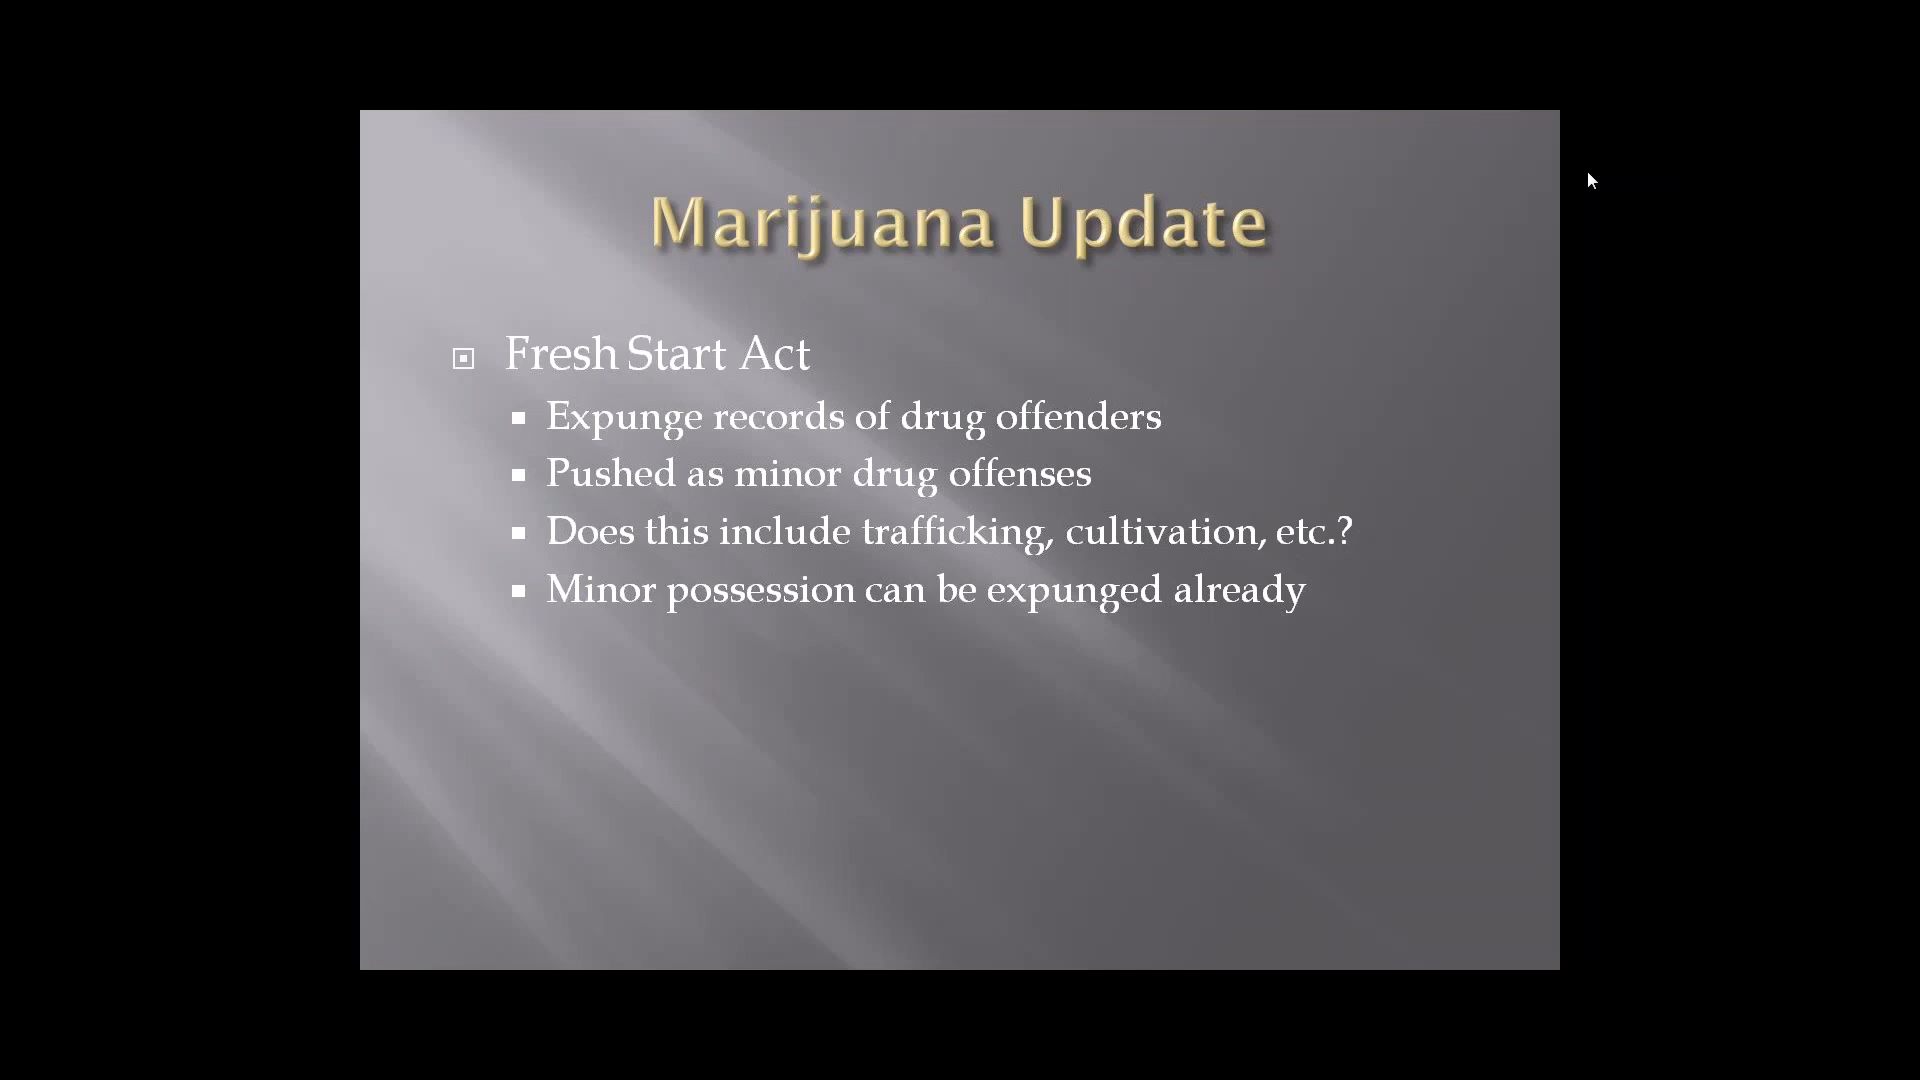 Marijuana Update
Fresh Start Act
Expunge records of drug offenders
Pushed as minor drug offenses
Does this include trafficking, cultivation, etc.?
Minor possession can be expunged already